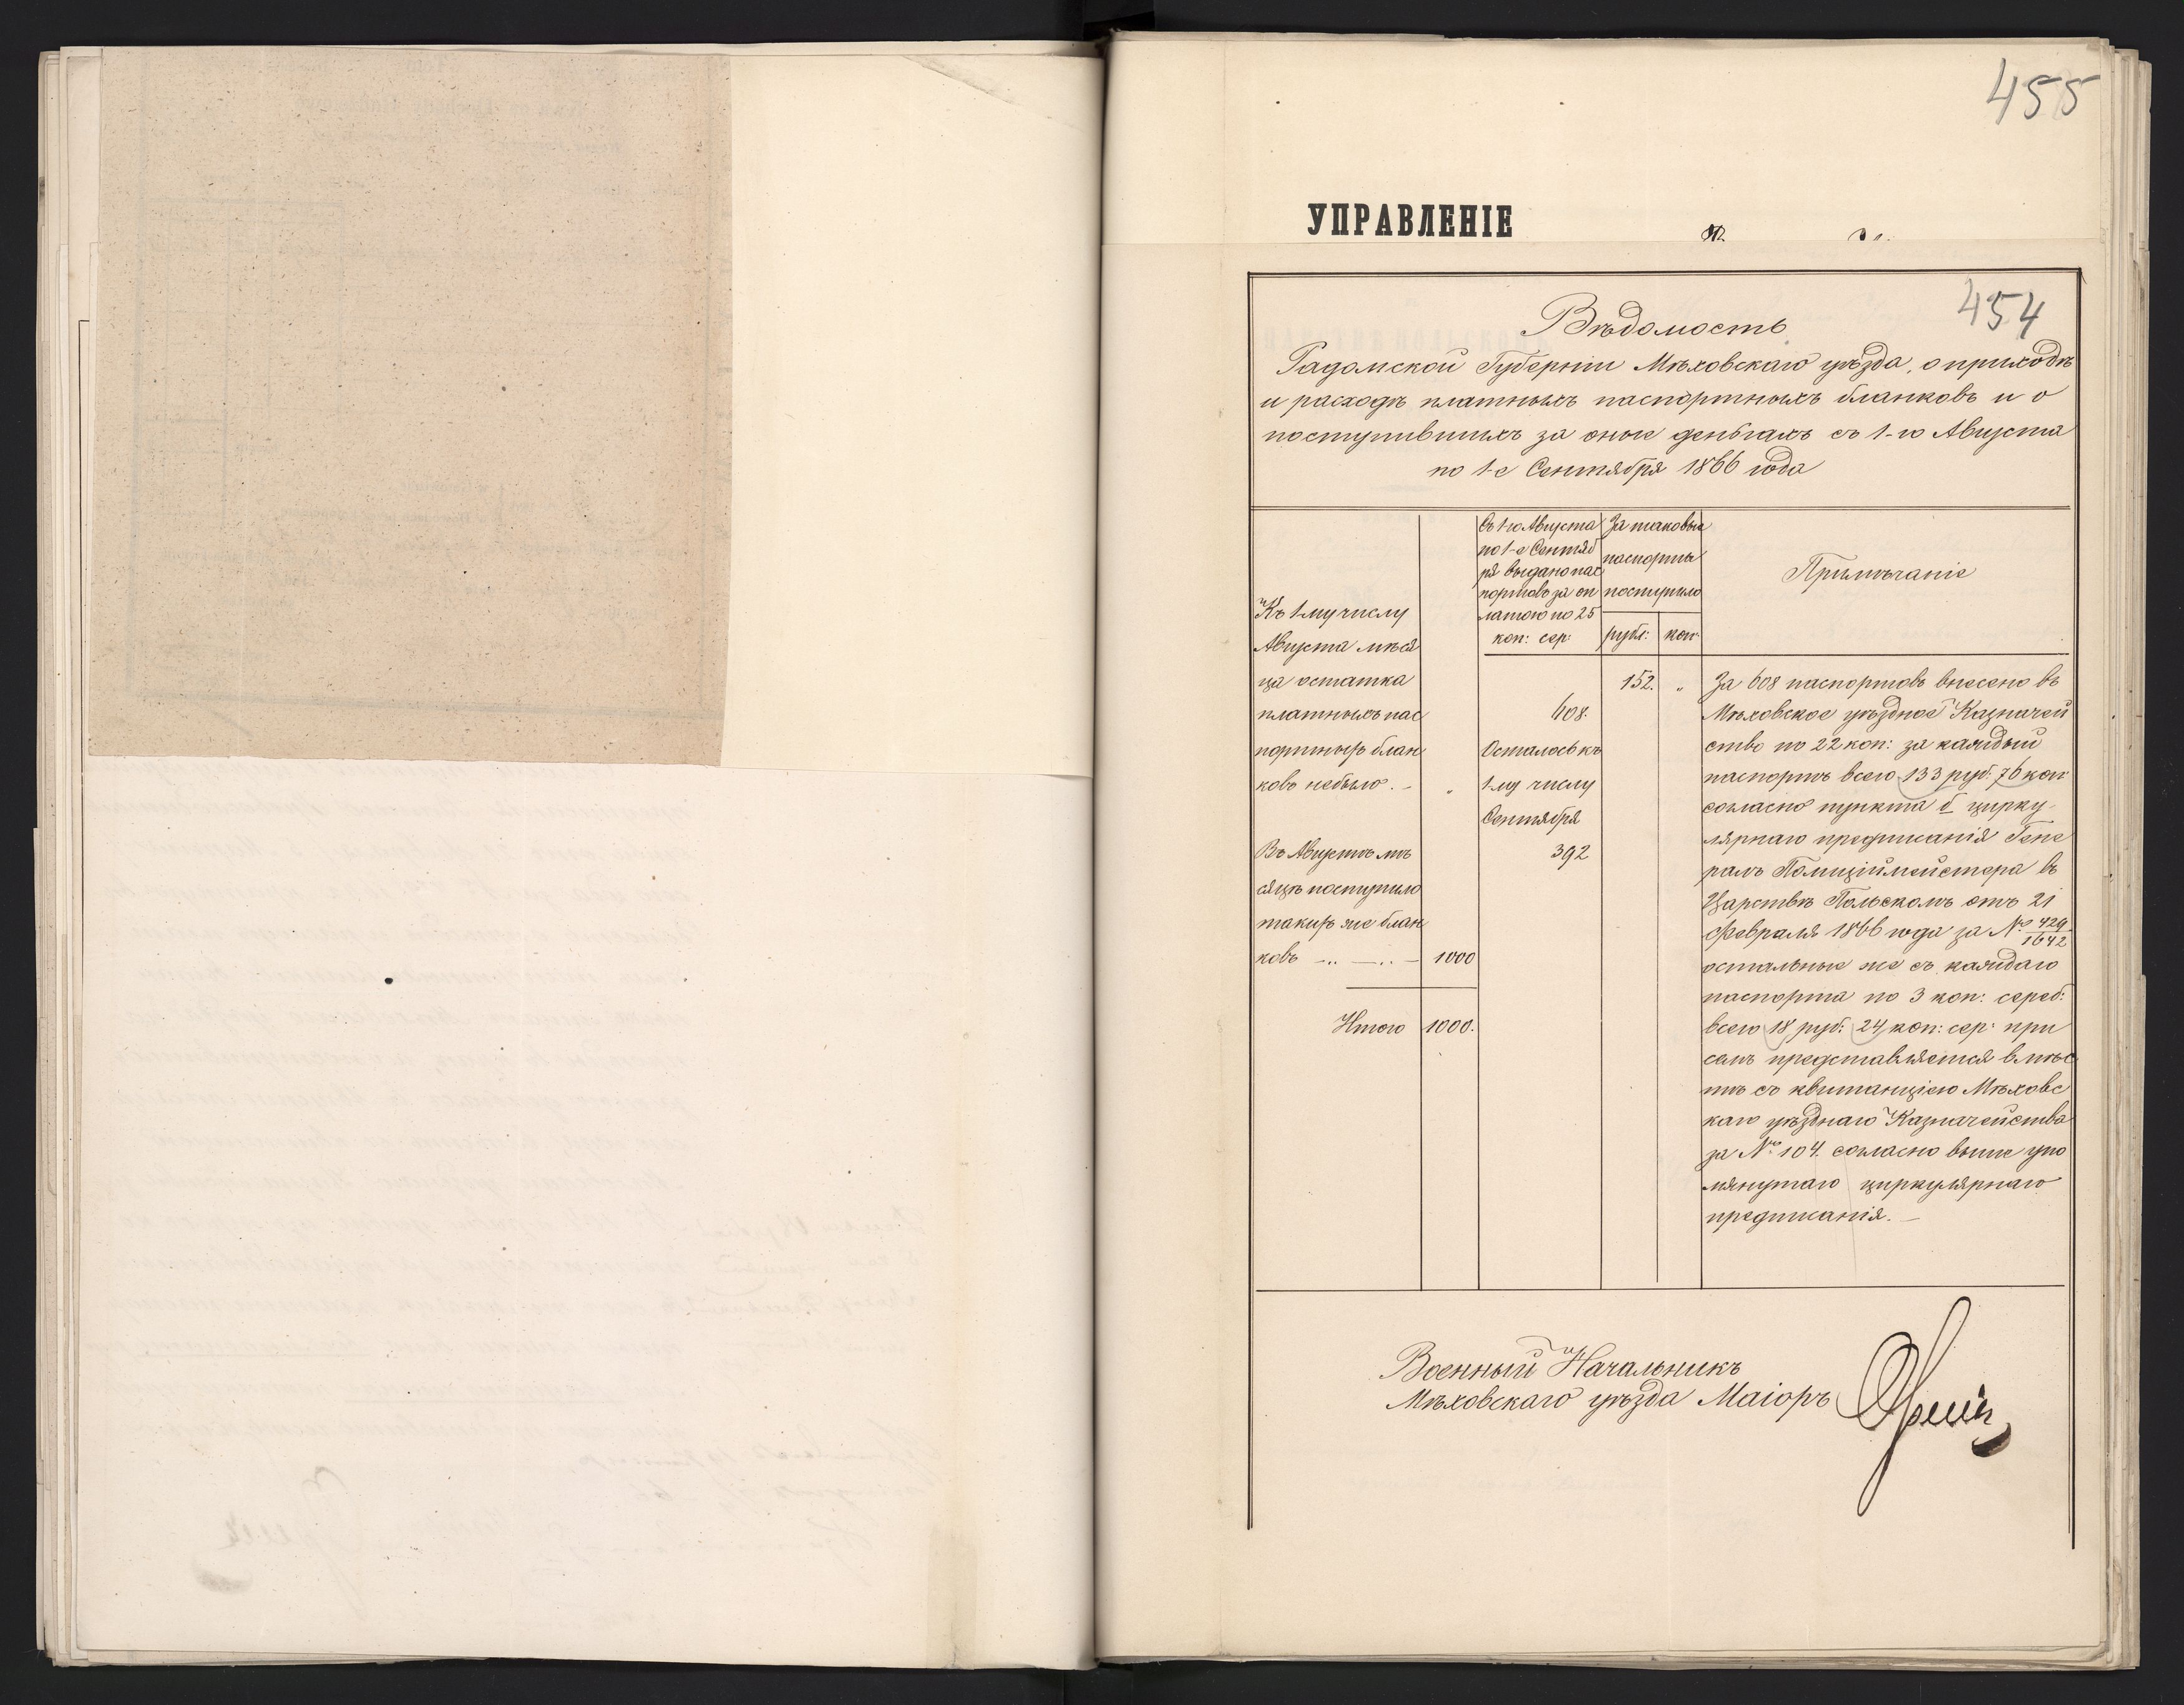 455
УПРАВЛЕНІЕ
454
Вѣдомость
Радомской Губерніи Мѣховскаго уѣзда, о приходѣ
и расходѣ платныхъ паспортныхъ бланковъ и о
поступившихъ за оные деньгахъ съ 1-го Августа
по 1-е Сентября 1866 года
Къ 1-му числу
Августа мѣся
ца остатка
платныхъ пас
портныхъ блан
ковъ небыло. - "
Въ Августѣ мѣ
сяцѣ поступило
такихъ же блан
ковъ - " - " - 1000
Итого 1000.
Съ 1-го Августа
по 1-е Сентяб
ря выдано пас
портовъ за оп
латою по 25
коп: сер:
608.
Осталось къ
1-му числу
Сентября
392
За таковые
паспорты
поступило
рубл: коп:
152. "
Примѣчаніе
За 608 паспортовъ внесено въ
Мѣховское уѣздное Казначей
ство по 22 коп: за каждый
паспортъ всего 133 руб: 76 коп:
согласно пункта б цирку
лярнаго предписанія Гене
ралъ Полиціймейстера въ
Царствѣ Польскомъ отъ 21
Февраля 1866 года за № 429/1642
остальные же съ каждаго
паспорта по 3 коп: сереб:
всего 18 руб: 24 коп: сер: при
семъ представляется вмѣс
тѣ съ квитанціею Мѣховс
каго уѣзднаго Казначейства
за № 104. согласно выше упо
мянутаго циркулярнаго
предписанія. -
Военный Начальникъ
Мѣховскаго уѣзда Маіоръ